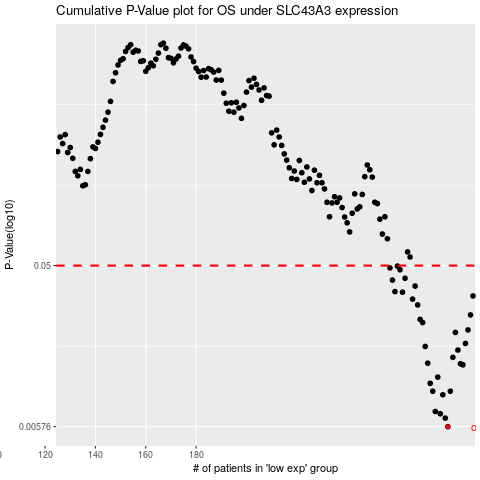 Cumulative P-Value plot for OS under SLC43A3 expression
P-Value(log10)
0.05
0.00576
0 120 140 160 180
# of patients in 'low exp' group